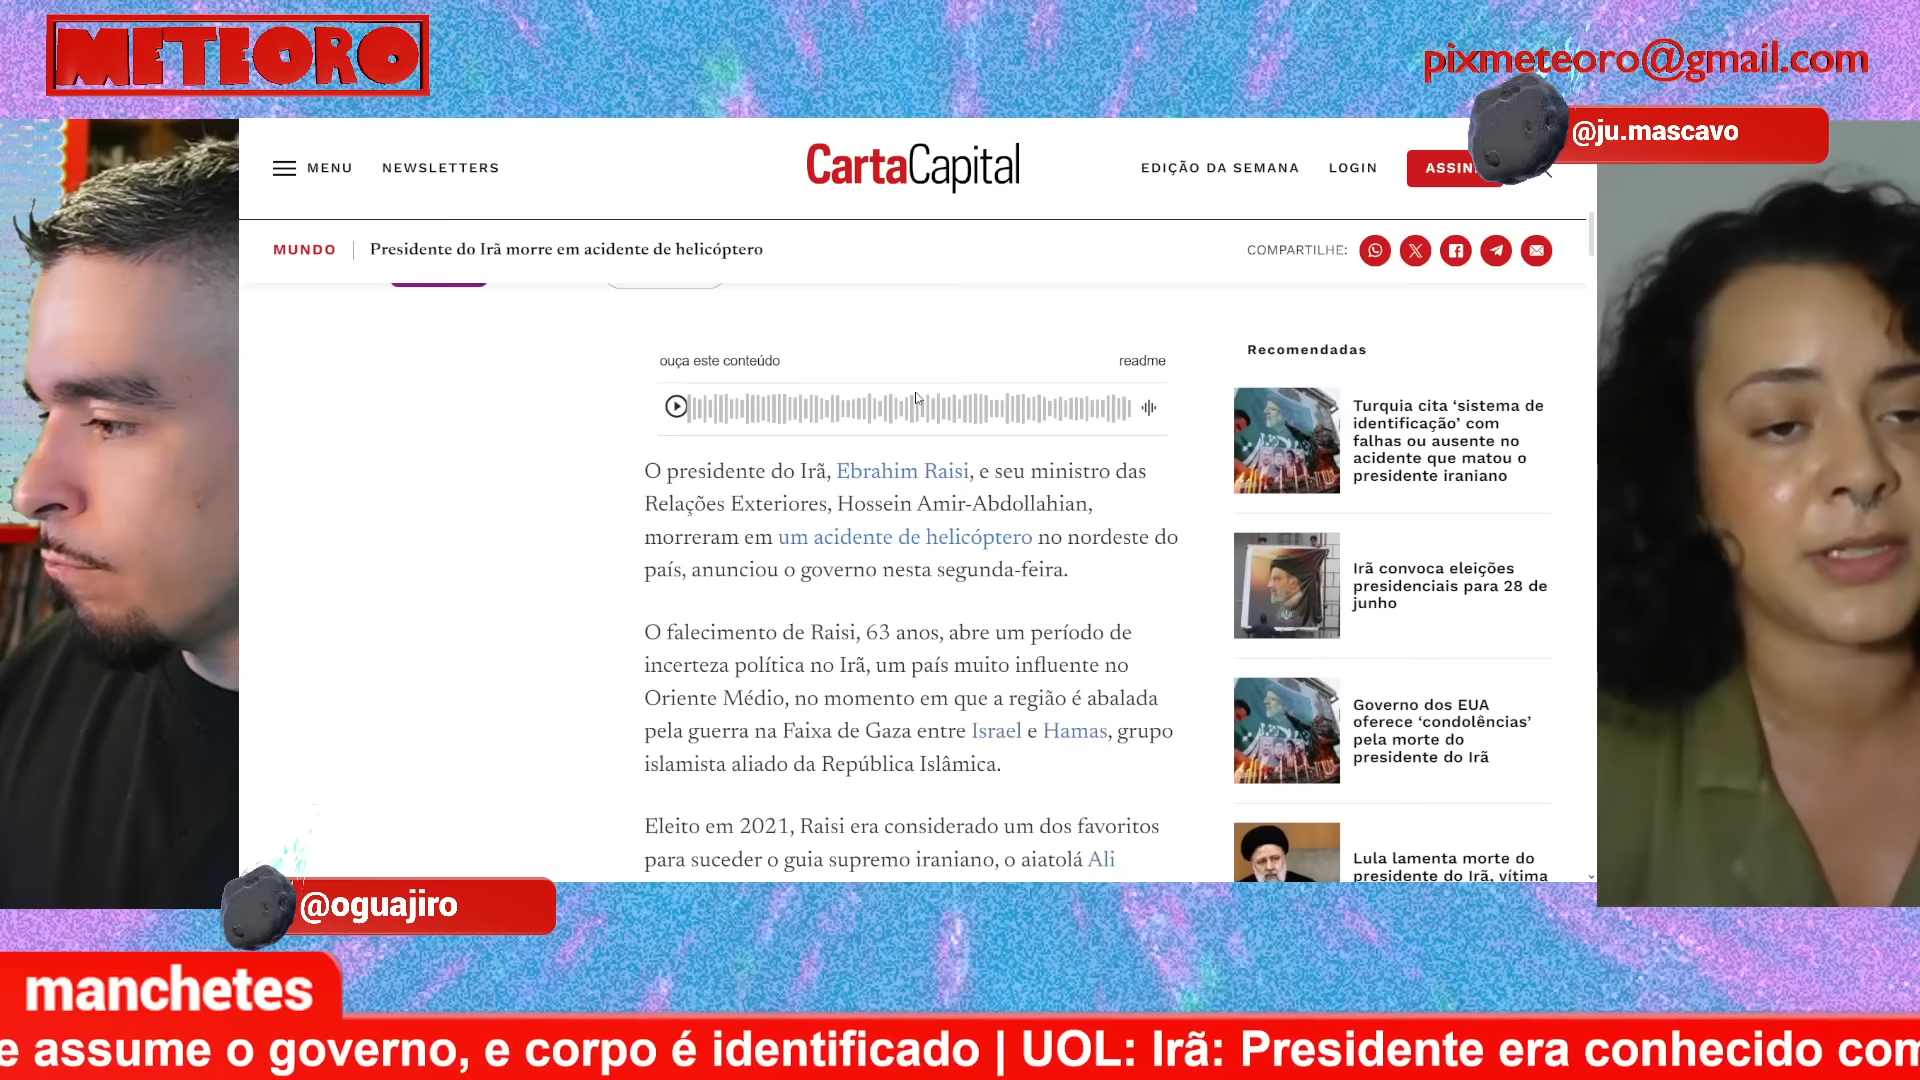 METEORO
pixmeteoro@gmail.com
@ju.mascavo
MENU
NEWSLETTERS
CartaCapital
EDIÇÃO DA SEMANA
LOGIN
ASSIN
MUNDO
Presidente do Irã morre em acidente de helicóptero
COMPARTILHE:
ouça este conteúdo
readme
O presidente do Irã, Ebrahim Raisi, e seu ministro das
Relações Exteriores, Hossein Amir-Abdollahian,
morreram em um acidente de helicóptero no nordeste do
país, anunciou o governo nesta segunda-feira.
O falecimento de Raisi, 63 anos, abre um período de
incerteza política no Irã, um país muito influente no
Oriente Médio, no momento em que a região é abalada
pela guerra na Faixa de Gaza entre Israel e Hamas, grupo
islamista aliado da República Islâmica.
Eleito em 2021, Raisi era considerado um dos favoritos
para suceder o guia supremo iraniano, o aiatolá Ali
Recomendadas
Turquia cita ‘sistema de
identificação’ com
falhas ou ausente no
acidente que matou o
presidente iraniano
Irã convoca eleições
presidenciais para 28 de
junho
Governo dos EUA
oferece ‘condolências’
pela morte do
presidente do Irã
Lula lamenta morte do
presidente do Irã, vítima
@oguajiro
manchetes
e assume o governo, e corpo é identificado | UOL: Irã: Presidente era conhecido com